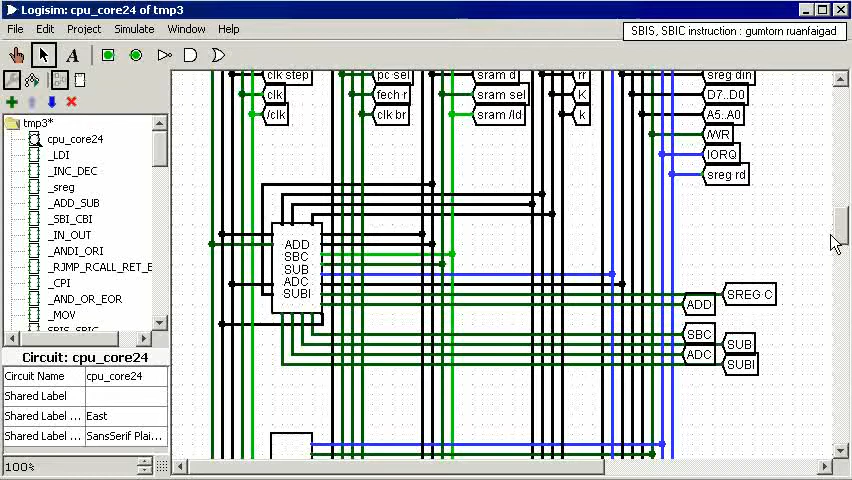 Logisim: cpu_core24 of tmp3
File Edit Project Simulate Window Help
SBIS, SBIC instruction : gumtorn ruanfaigad
A
tmp3*
cpu_core24
_LDI
_INC_DEC
_sreg
_ADD_SUB
_SBI_CBI
_IN_OUT
_ANDI_ORI
_RJMP_RCALL_RET_E
_CPI
_AND_OR_EOR
_MOV
_SBIS_SBIC
Circuit: cpu_core24
Circuit Name cpu_core24
Shared Label
Shared Label ... East
Shared Label ... SansSerif Plai...
100%
clk step
clk
/clk
pc sel
fech r
clk br
sram d
sram sel
sram /ld
rr
K
k
sreg din
D7..D0
A5..A0
/WR
IORQ
sreg rd
ADD
SBC
SUB
ADC
SUBI
SREG C
ADD
SBC
SUB
ADC
SUBI